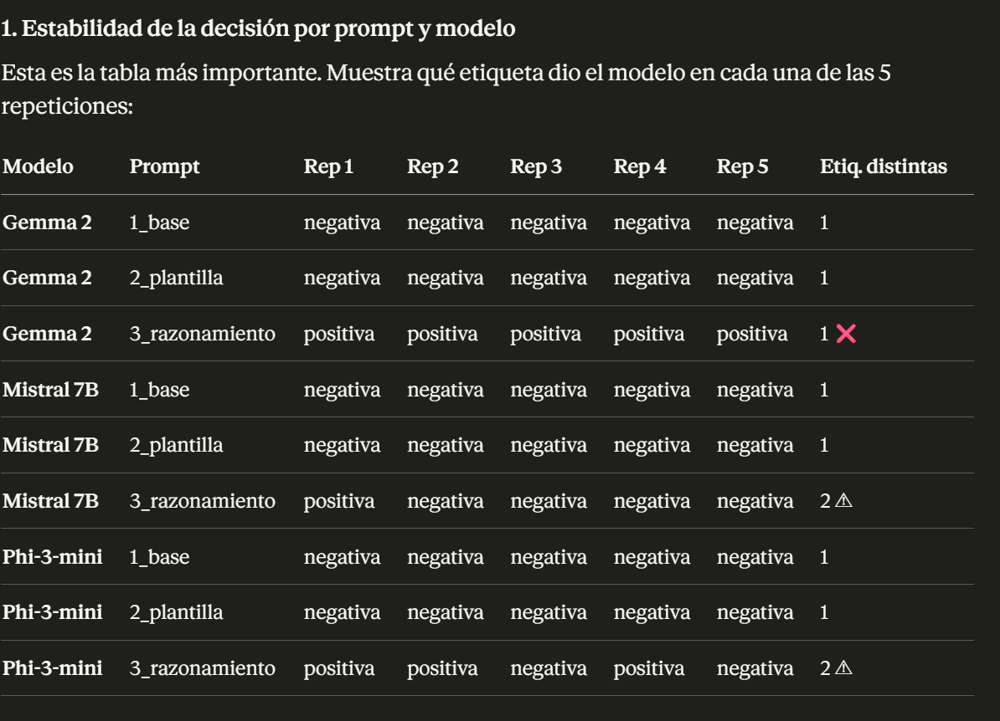 1. Estabilidad de la decisión por prompt y modelo
Esta es la tabla más importante. Muestra qué etiqueta dio el modelo en cada una de las 5
repeticiones:
Modelo Prompt Rep 1 Rep 2 Rep 3 Rep 4 Rep 5 Etiq. distintas
Gemma 2 1_base negativa negativa negativa negativa negativa 1
Gemma 2 2_plantilla negativa negativa negativa negativa negativa 1
Gemma 2 3_razonamiento positiva positiva positiva positiva positiva 1 ❌
Mistral 7B 1_base negativa negativa negativa negativa negativa 1
Mistral 7B 2_plantilla negativa negativa negativa negativa negativa 1
Mistral 7B 3_razonamiento positiva negativa negativa negativa negativa 2 ⚠
Phi-3-mini 1_base negativa negativa negativa negativa negativa 1
Phi-3-mini 2_plantilla negativa negativa negativa negativa negativa 1
Phi-3-mini 3_razonamiento positiva positiva negativa positiva negativa 2 ⚠